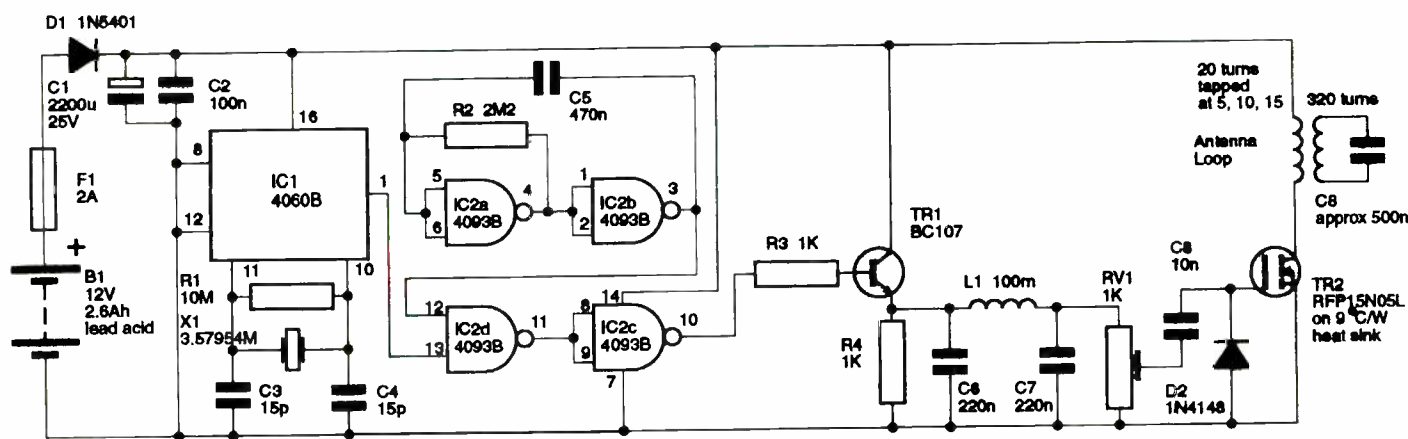 D1 1N5401
C1
2200u
25V
C2
100n
F1
2A
+
B1
12V
2.6Ah
lead acid
16
8
12
IC1
4060B
1
11
10
R1
10M
X1
3.57954M
C3
15p
C4
15p
C5
470n
R2 2M2
5
6
IC2a
4093B
4
1
2
IC2b
4093B
3
12
13
IC2d
4093B
11
8
9
14
IC2c
4093B
7
10
R3 1K
TR1
BC107
R4
1K
L1 100m
C6
220n
C7
220n
RV1
1K
C8
10n
D2
1N4148
20 turns
tapped
at 5, 10, 15
Antenna
Loop
320 turns
C8
approx 500n
TR2
RFP15N05L
on 9°C/W
heat sink